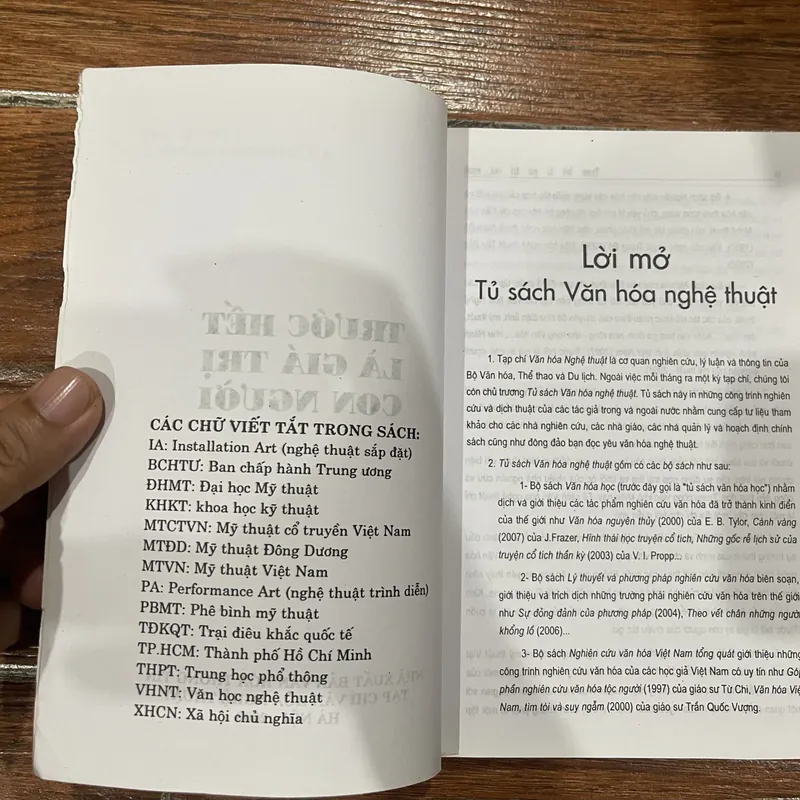 CÁC CHỮ VIẾT TẮT TRONG SÁCH:
IA: Installation Art (nghệ thuật sắp đặt)
BCHTƯ: Ban chấp hành Trung ương
ĐHMT: Đại học Mỹ thuật
KHKT: khoa học kỹ thuật
MTCTVN: Mỹ thuật cổ truyền Việt Nam
MTĐD: Mỹ thuật Đông Dương
MTVN: Mỹ thuật Việt Nam
PA: Performance Art (nghệ thuật trình diễn)
PBMT: Phê bình mỹ thuật
TĐKQT: Trại điêu khắc quốc tế
TP.HCM: Thành phố Hồ Chí Minh
THPT: Trung học phổ thông
VHNT: Văn học nghệ thuật
XHCN: Xã hội chủ nghĩa
Lời mở
Tủ sách Văn hóa nghệ thuật
1. Tạp chí Văn hóa Nghệ thuật là cơ quan nghiên cứu, lý luận và thông tin của
Bộ Văn hóa, Thể thao và Du lịch. Ngoài việc mỗi tháng ra một kỳ tạp chí, chúng tôi
còn chủ trương Tủ sách Văn hóa nghệ thuật. Tủ sách này in những công trình nghiên
cứu và dịch thuật của các tác giả trong và ngoài nước nhằm cung cấp tư liệu tham
khảo cho các nhà nghiên cứu, các nhà giáo, các nhà quản lý và hoạch định chính
sách cũng như đông đảo bạn đọc yêu văn hóa nghệ thuật.
2. Tủ sách Văn hóa nghệ thuật gồm có các bộ sách như sau:
1- Bộ sách Văn hóa học (trước đây gọi là "tủ sách văn hóa học") nhằm
dịch và giới thiệu các tác phẩm nghiên cứu văn hóa đã trở thành kinh điển
của thế giới như Văn hóa nguyên thủy (2000) của E. B. Tylor, Cành vàng
(2007) của J.Frazer, Hình thái học truyện cổ tích, Những gốc rễ lịch sử của
truyện cổ tích thần kỳ (2003) của V. I. Propp...
2- Bộ sách Lý thuyết và phương pháp nghiên cứu văn hóa biên soạn,
giới thiệu và trích dịch những trường phái nghiên cứu văn hóa trên thế giới
như Sự đỏng đảnh của phương pháp (2004), Theo vết chân những người
khổng lồ (2006)...
3- Bộ sách Nghiên cứu văn hóa Việt Nam tổng quát giới thiệu những
công trình nghiên cứu văn hóa của các học giả Việt Nam có uy tín như Góp
phần nghiên cứu văn hóa tộc người (1997) của giáo sư Từ Chi, Văn hóa Việt
Nam, tìm tòi và suy ngẫm (2000) của giáo sư Trần Quốc Vượng.